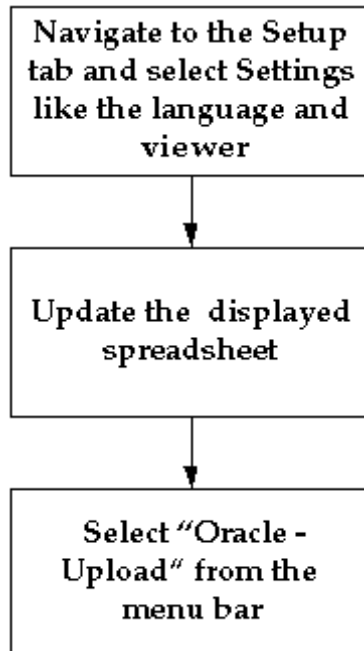 Navigate to the Setup
tab and select Settings
like the language and
viewer
Update the displayed
spreadsheet
Select “Oracle -
Upload” from the
menu bar